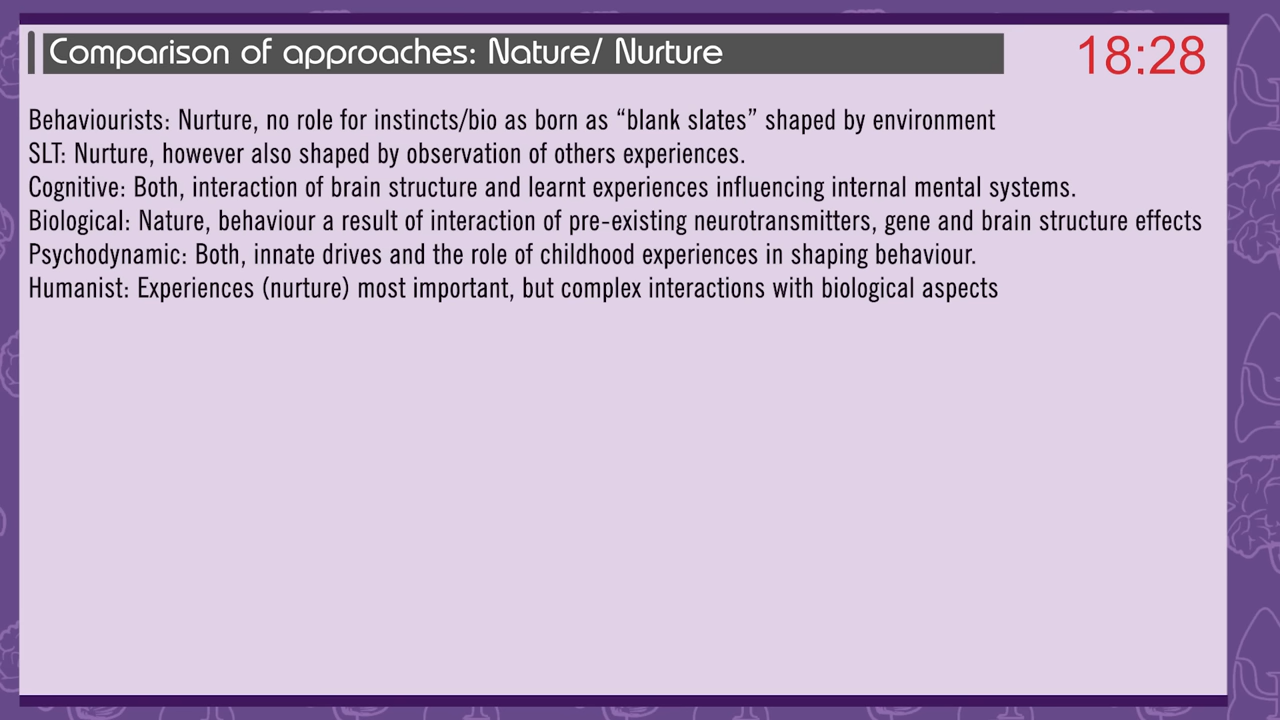 Comparison of approaches: Nature/ Nurture
18:28
Behaviourists: Nurture, no role for instincts/bio as born as “blank slates” shaped by environment
SLT: Nurture, however also shaped by observation of others experiences.
Cognitive: Both, interaction of brain structure and learnt experiences influencing internal mental systems.
Biological: Nature, behaviour a result of interaction of pre-existing neurotransmitters, gene and brain structure effects
Psychodynamic: Both, innate drives and the role of childhood experiences in shaping behaviour.
Humanist: Experiences (nurture) most important, but complex interactions with biological aspects